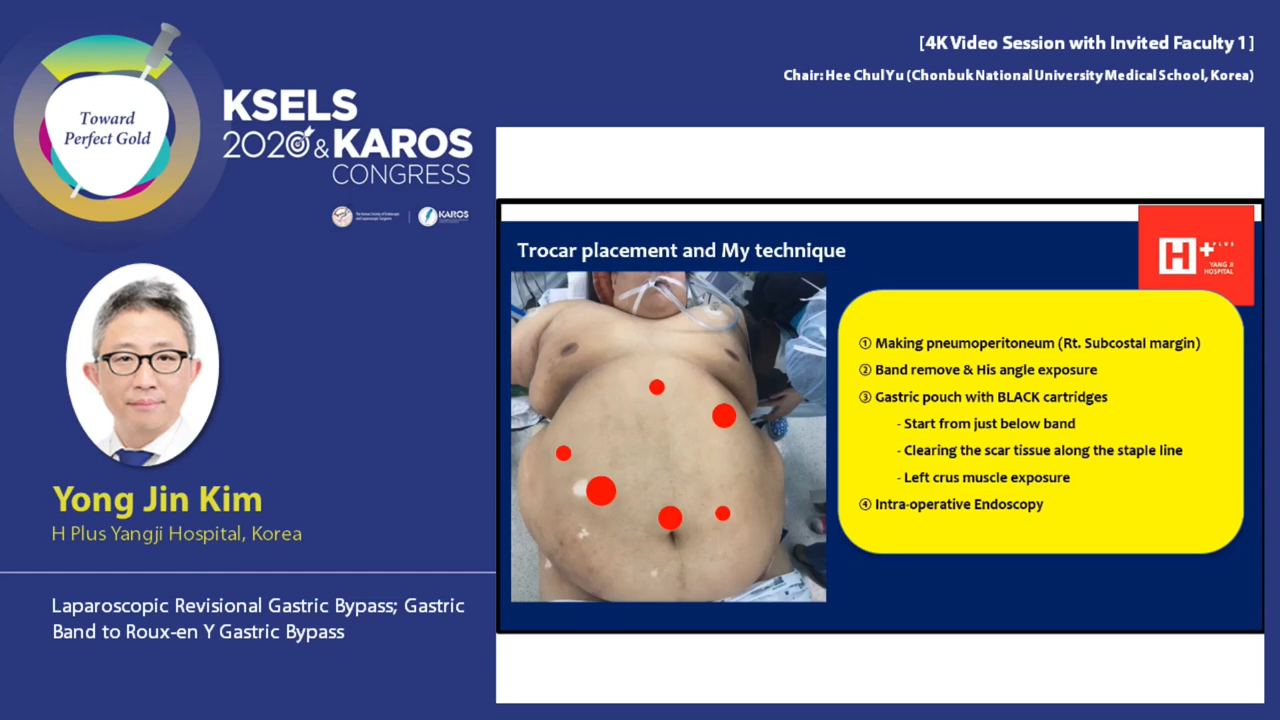 [4K Video Session with Invited Faculty 1]
Chair: Hee Chul Yu (Chonbuk National University Medical School, Korea)
Toward
Perfect Gold
KSELS
2020 & KAROS
CONGRESS
The Korean Society of Endoscopic
and Laparoscopic Surgeons
KAROS
Yong Jin Kim
H Plus Yangji Hospital, Korea
Laparoscopic Revisional Gastric Bypass; Gastric
Band to Roux-en Y Gastric Bypass
Trocar placement and My technique
H+ PLUS
YANG JI
HOSPITAL
① Making pneumoperitoneum (Rt. Subcostal margin)
② Band remove & His angle exposure
③ Gastric pouch with BLACK cartridges
- Start from just below band
- Clearing the scar tissue along the staple line
- Left crus muscle exposure
④ Intra-operative Endoscopy